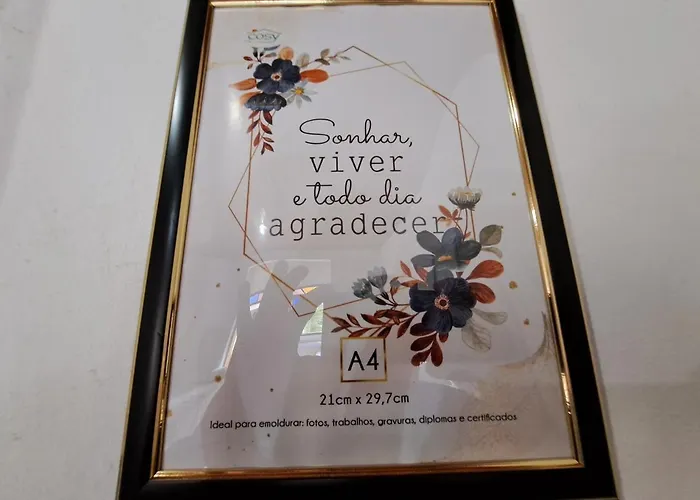 cosy
Sonhar,
viver
e todo dia
agradecer
A4
21cm x 29,7cm
Ideal para emoldurar: fotos, trabalhos, gravuras, diplomas e certificados